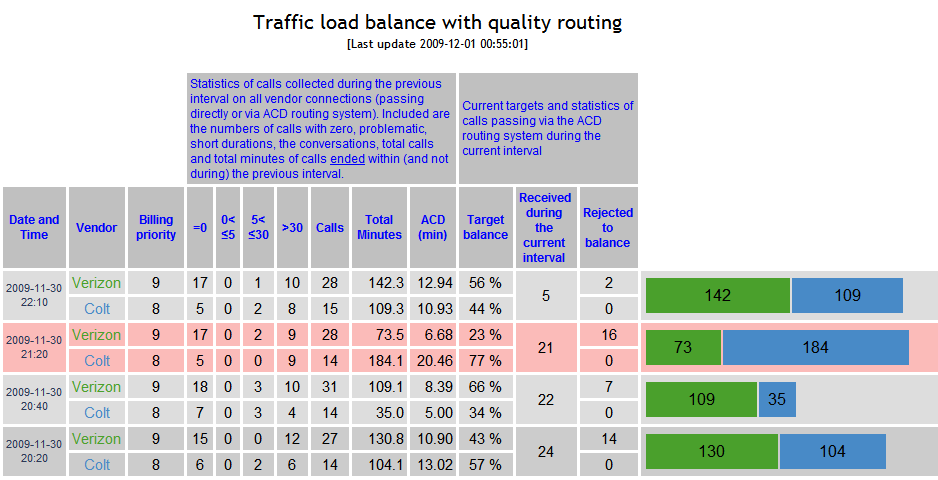 Traffic load balance with quality routing
[Last update 2009-12-01 00:55:01]
Statistics of calls collected during the previous
interval on all vendor connections (passing
directly or via ACD routing system). Included are
the numbers of calls with zero, problematic,
short durations, the conversations, total calls
and total minutes of calls ended within (and not
during) the previous interval.
Current targets and statistics of
calls passing via the ACD
routing system during the
current interval
Date and
Time
Vendor
Billing
priority
=0
0<
≤5
5<
≤30
>30
Calls
Total
Minutes
ACD
(min)
Target
balance
Received
during
the
current
interval
Rejected
to
balance
2009-11-30
22:10
Verizon 9 17 0 1 10 28 142.3 12.94 56 % 5 2
Colt 8 5 0 2 8 15 109.3 10.93 44 % 0
142 109
2009-11-30
21:20
Verizon 9 17 0 2 9 28 73.5 6.68 23 % 21 16
Colt 8 5 0 0 9 14 184.1 20.46 77 % 0
73 184
2009-11-30
20:40
Verizon 9 18 0 3 10 31 109.1 8.39 66 % 22 7
Colt 8 7 0 3 4 14 35.0 5.00 34 % 0
109 35
2009-11-30
20:20
Verizon 9 15 0 0 12 27 130.8 10.90 43 % 24 14
Colt 8 6 0 2 6 14 104.1 13.02 57 % 0
130 104